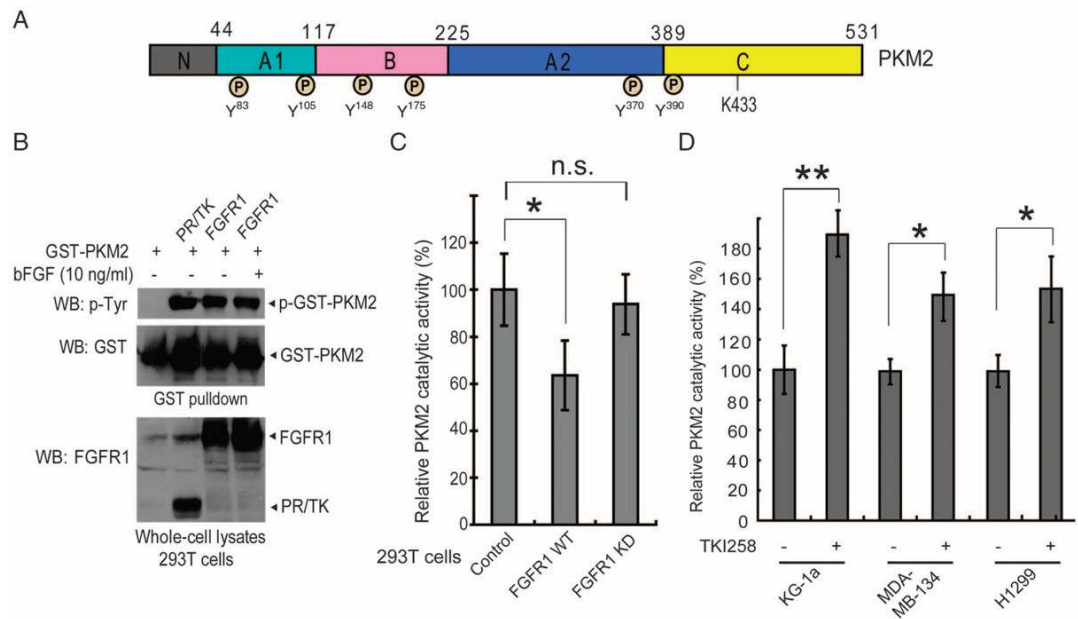 A
44 117 225 389 531
N A1 B A2 C PKM2
P P P P P P
Y83 Y105 Y148 Y175 Y370 Y390 K433
B
PR/TK FGFR1 FGFR1
GST-PKM2 + + + +
bFGF (10 ng/ml) - - - +
WB: p-Tyr p-GST-PKM2
WB: GST GST-PKM2
GST pulldown
WB: FGFR1 FGFR1
PR/TK
Whole-cell lysates
293T cells
C
n.s.
*
Relative PKM2 catalytic activity (%)
120
100
80
60
40
20
0
293T cells Control FGFR1 WT FGFR1 KD
D
** * *
Relative PKM2 catalytic activity (%)
180
160
140
120
100
80
60
40
20
0
TKI258 - + - + - +
KG-1a MDA-MB-134 H1299